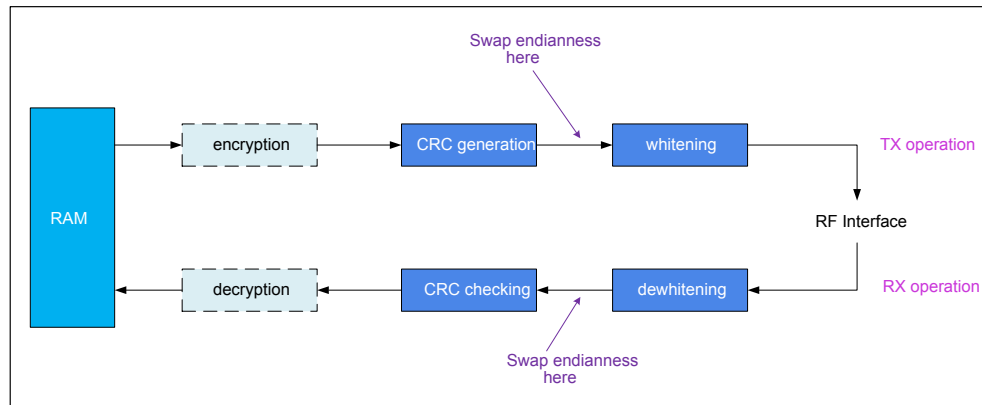 Swap endianness
here
encryption
CRC generation
whitening
TX operation
RAM
RF Interface
decryption
CRC checking
dewhitening
RX operation
Swap endianness
here